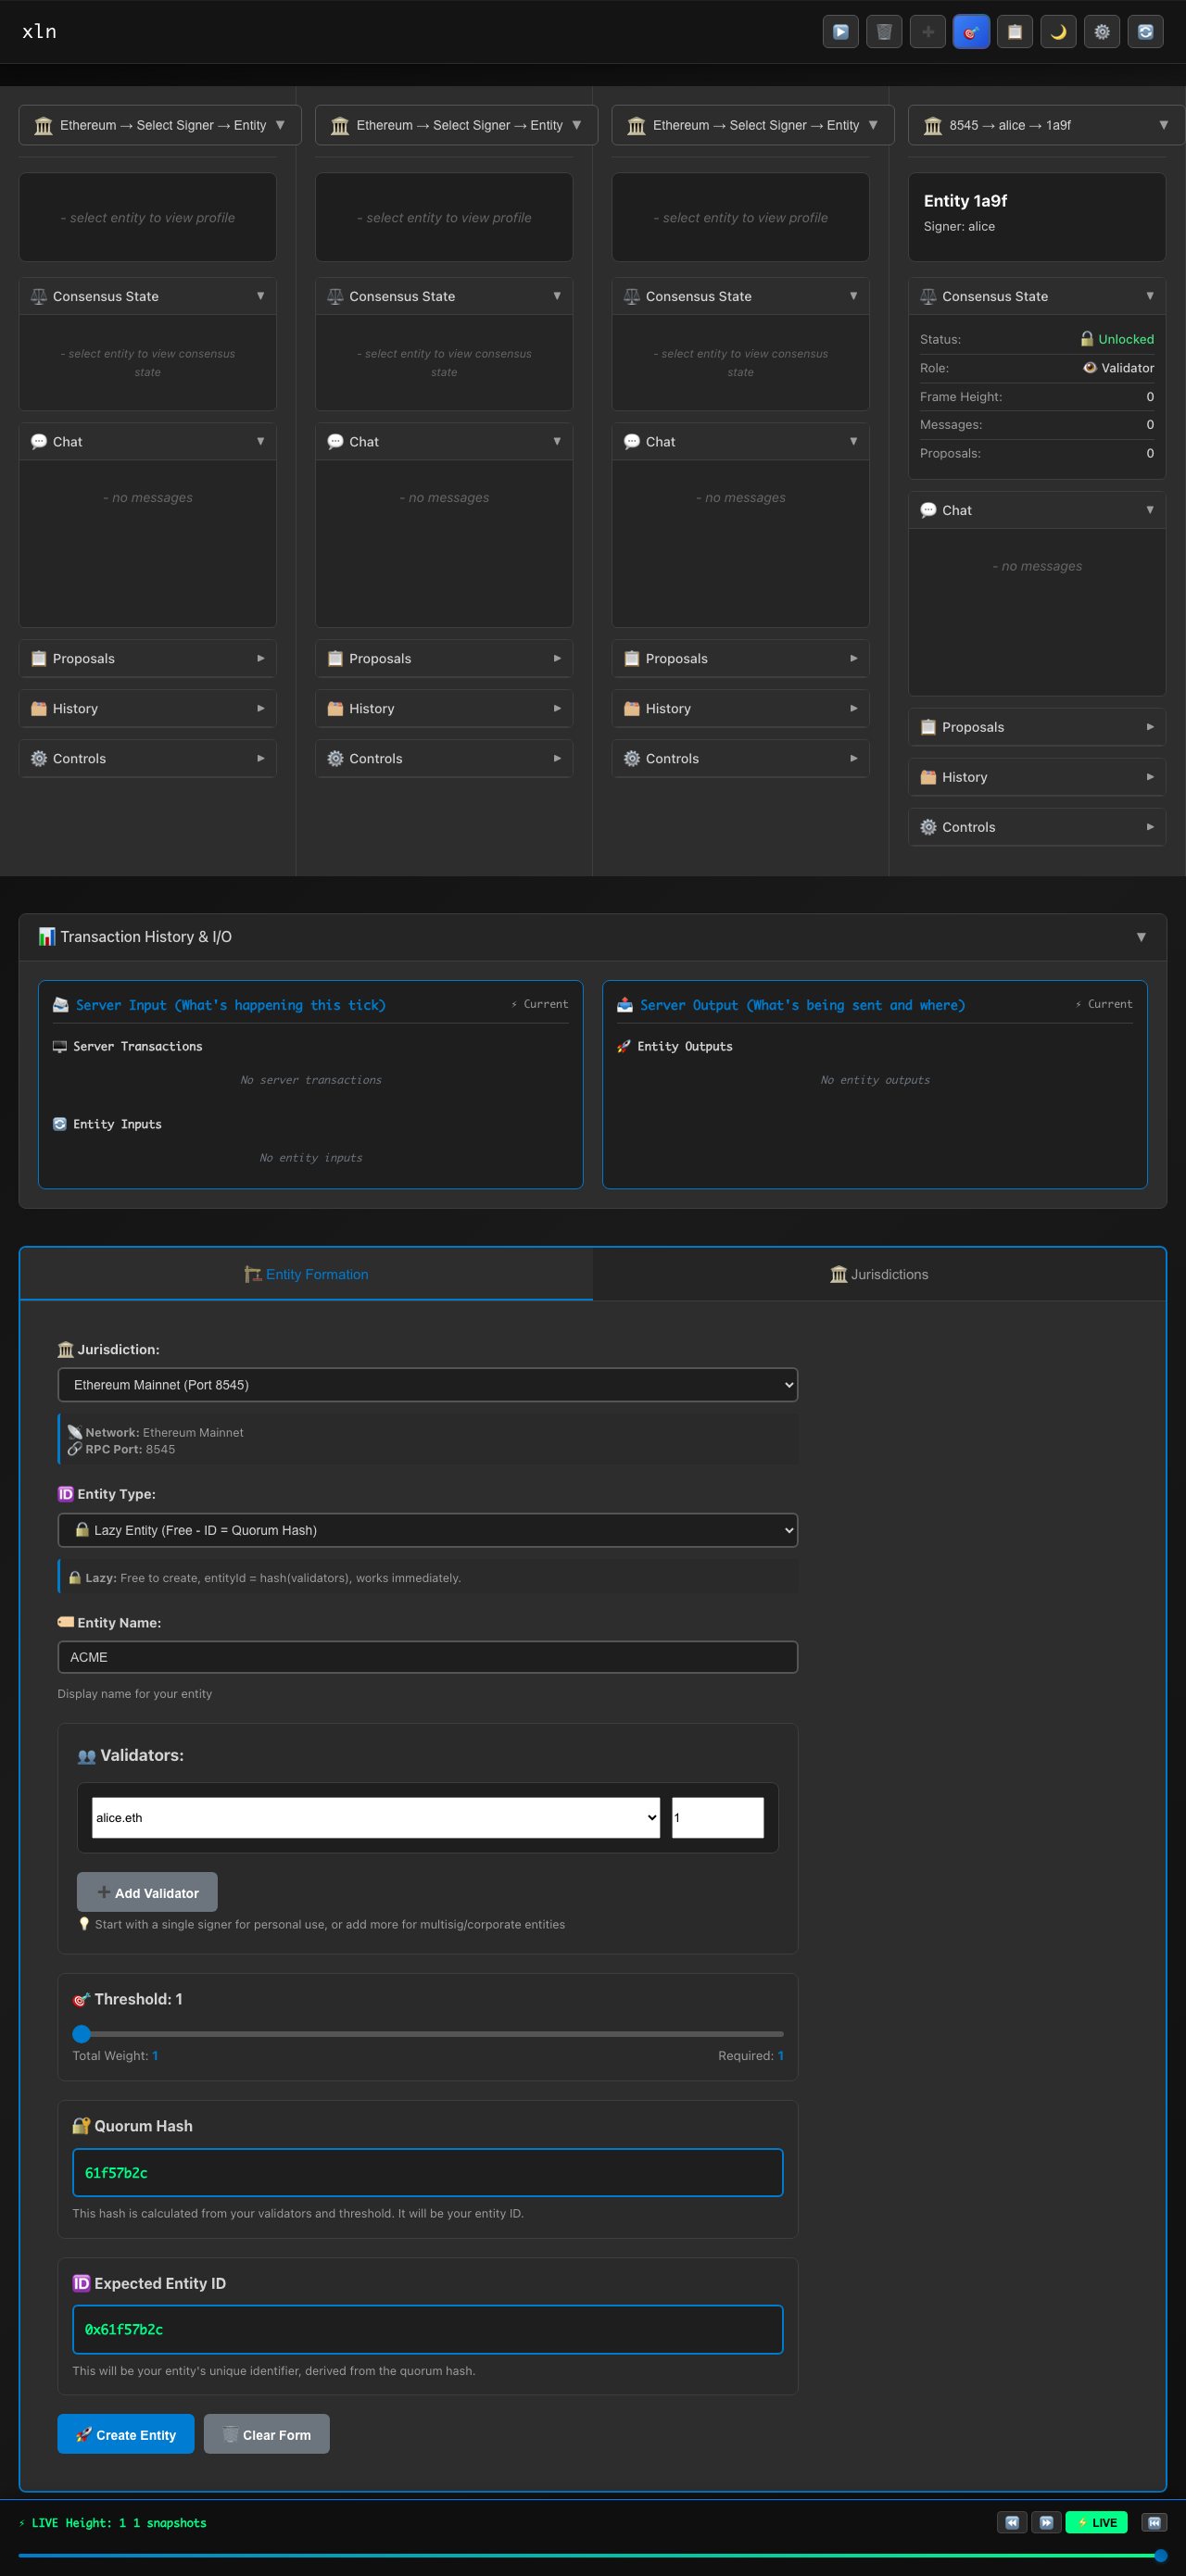 xln
Ethereum → Select Signer → Entity ▼
- select entity to view profile
Consensus State ▼
- select entity to view consensus
state
Chat ▼
- no messages
Proposals ▶
History ▶
Controls ▶
Ethereum → Select Signer → Entity ▼
- select entity to view profile
Consensus State ▼
- select entity to view consensus
state
Chat ▼
- no messages
Proposals ▶
History ▶
Controls ▶
Ethereum → Select Signer → Entity ▼
- select entity to view profile
Consensus State ▼
- select entity to view consensus
state
Chat ▼
- no messages
Proposals ▶
History ▶
Controls ▶
8545 → alice → 1a9f ▼
Entity 1a9f
Signer: alice
Consensus State ▼
Status: Unlocked
Role: Validator
Frame Height: 0
Messages: 0
Proposals: 0
Chat ▼
- no messages
Proposals ▶
History ▶
Controls ▶
Transaction History & I/O ▼
Server Input (What's happening this tick) ⚡ Current
Server Transactions
No server transactions
Entity Inputs
No entity inputs
Server Output (What's being sent and where) ⚡ Current
Entity Outputs
No entity outputs
Entity Formation
Jurisdictions
Jurisdiction:
Ethereum Mainnet (Port 8545)
Network: Ethereum Mainnet
RPC Port: 8545
Entity Type:
Lazy Entity (Free - ID = Quorum Hash)
Lazy: Free to create, entityId = hash(validators), works immediately.
Entity Name:
ACME
Display name for your entity
Validators:
alice.eth 1
Add Validator
Start with a single signer for personal use, or add more for multisig/corporate entities
Threshold: 1
Total Weight: 1 Required: 1
Quorum Hash
61f57b2c
This hash is calculated from your validators and threshold. It will be your entity ID.
Expected Entity ID
0x61f57b2c
This will be your entity's unique identifier, derived from the quorum hash.
Create Entity Clear Form
⚡ LIVE Height: 1 1 snapshots
⚡ LIVE